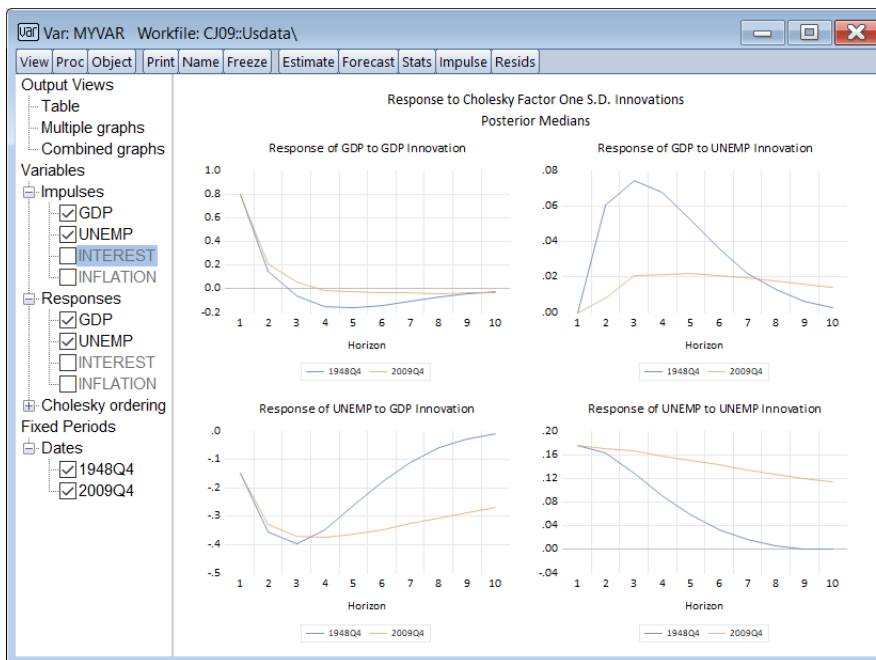 Var: MYVAR Workfile: CJ09::Usdata\
View Proc Object Print Name Freeze Estimate Forecast Stats Impulse Resids
Output Views
Table
Multiple graphs
Combined graphs
Variables
Impulses
GDP
UNEMP
INTEREST
INFLATION
Responses
GDP
UNEMP
INTEREST
INFLATION
Cholesky ordering
Fixed Periods
Dates
1948Q4
2009Q4
Response to Cholesky Factor One S.D. Innovations
Posterior Medians
Response of GDP to GDP Innovation
1.0
0.8
0.6
0.4
0.2
0.0
-0.2
1 2 3 4 5 6 7 8 9 10
Horizon
1948Q4 2009Q4
Response of GDP to UNEMP Innovation
.08
.06
.04
.02
.00
1 2 3 4 5 6 7 8 9 10
Horizon
1948Q4 2009Q4
Response of UNEMP to GDP Innovation
.0
-.1
-.2
-.3
-.4
-.5
1 2 3 4 5 6 7 8 9 10
Horizon
1948Q4 2009Q4
Response of UNEMP to UNEMP Innovation
.20
.16
.12
.08
.04
.00
-.04
1 2 3 4 5 6 7 8 9 10
Horizon
1948Q4 2009Q4